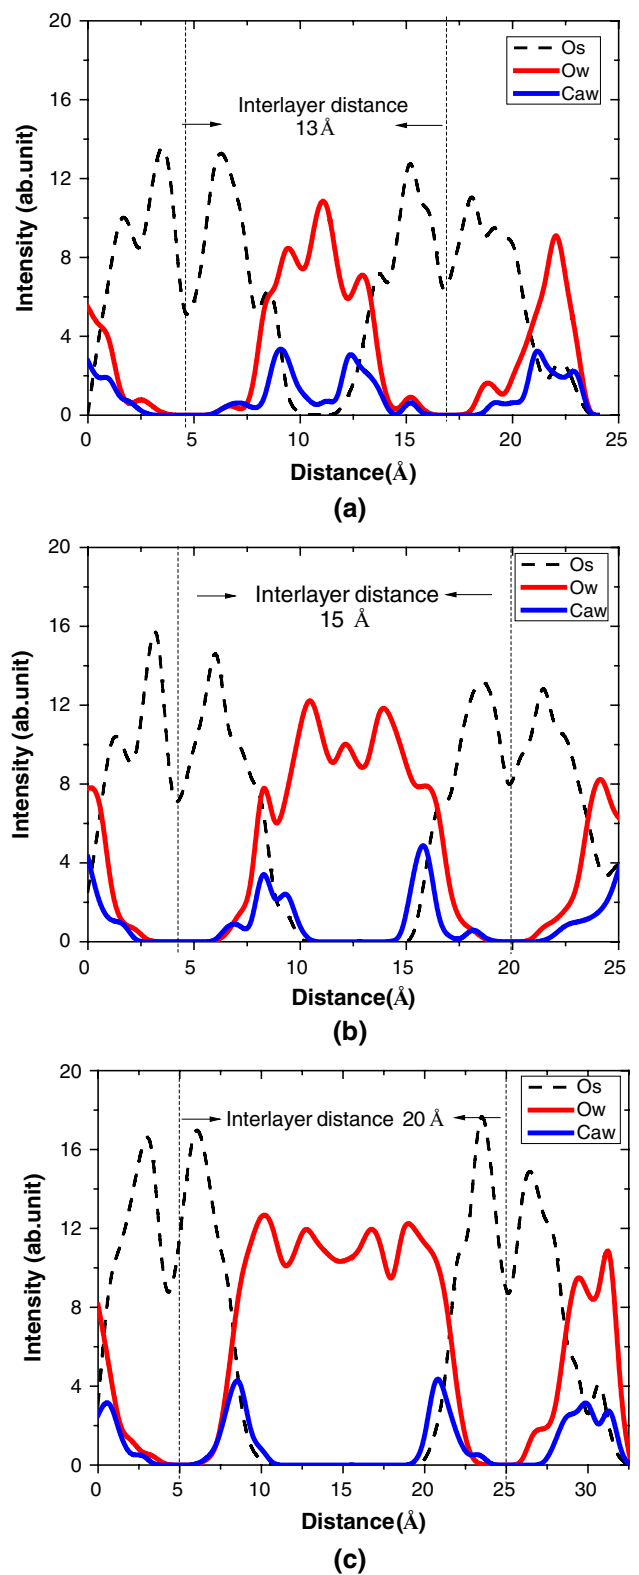 20
16
12
8
4
0
Intensity (ab.unit)
Os
Ow
Caw
Interlayer distance
13 Å
0
5
10
15
20
25
Distance(Å)
(a)
20
16
12
8
4
0
Intensity (ab.unit)
Os
Ow
Caw
Interlayer distance
15 Å
0
5
10
15
20
25
Distance(Å)
(b)
20
16
12
8
4
0
Intensity (ab.unit)
Os
Ow
Caw
Interlayer distance 20 Å
0
5
10
15
20
25
30
Distance(Å)
(c)